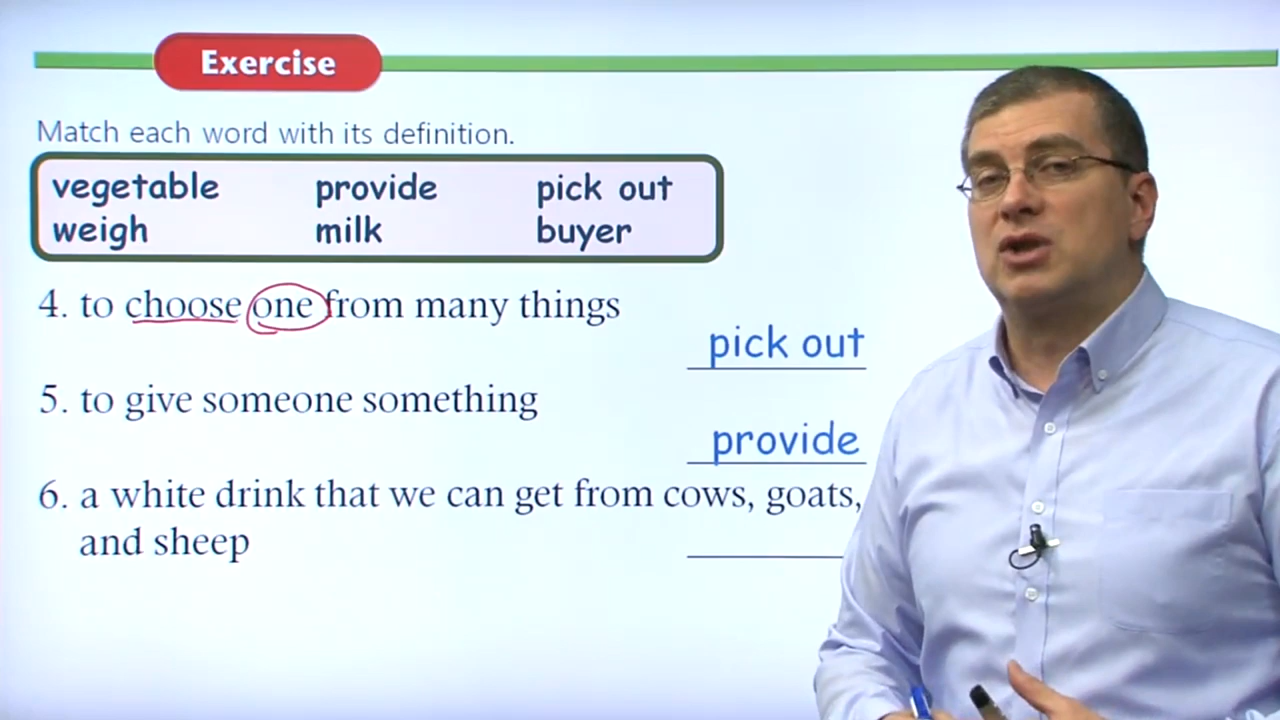 Exercise
Match each word with its definition.
vegetable provide pick out
weigh milk buyer
4. to choose one from many things
pick out
5. to give someone something
provide
6. a white drink that we can get from cows, goats,
and sheep